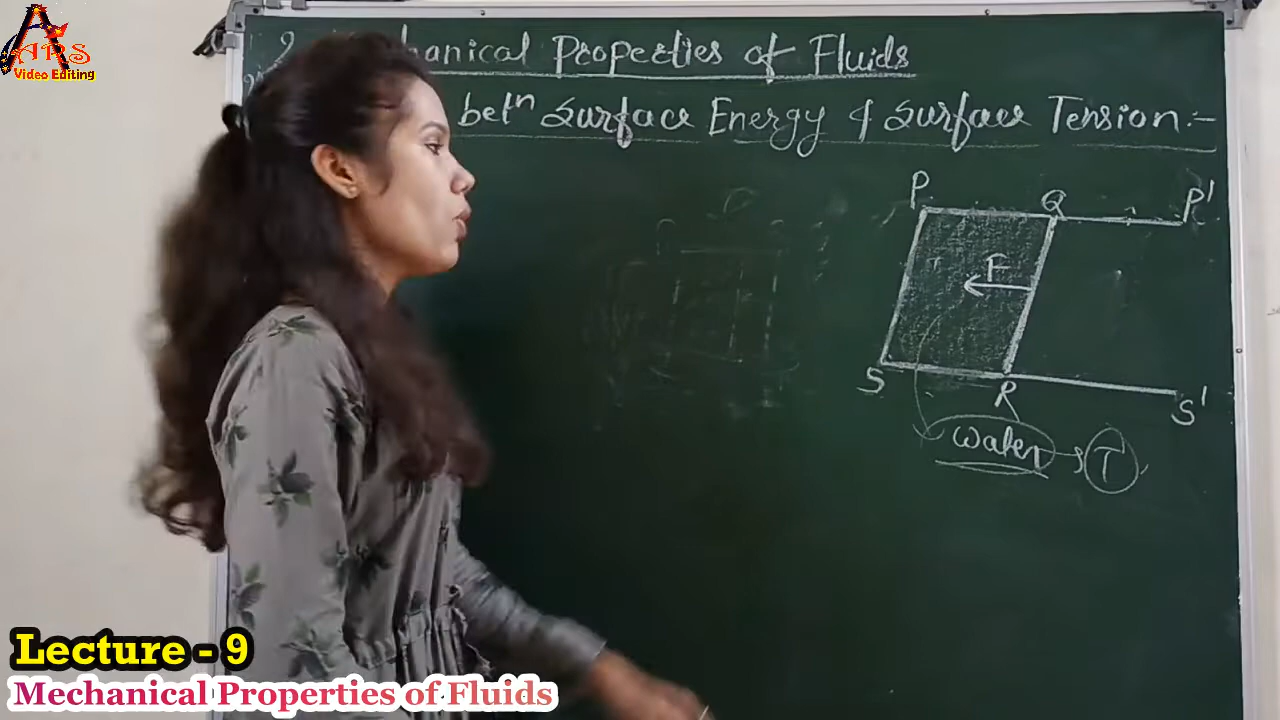 ARS
Video Editing
2
hanical Properties of Fluids
betⁿ Surface Energy & Surface Tension :-
P Q P'
F
S R S'
water T
Lecture - 9
Mechanical Properties of Fluids